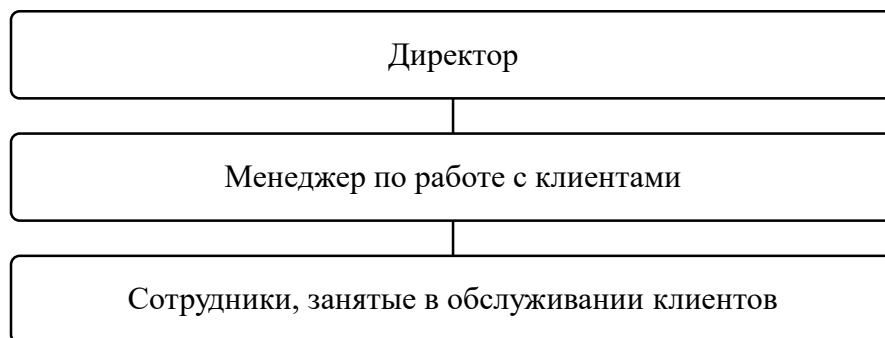 Директор
Менеджер по работе с клиентами
Сотрудники, занятые в обслуживании клиентов